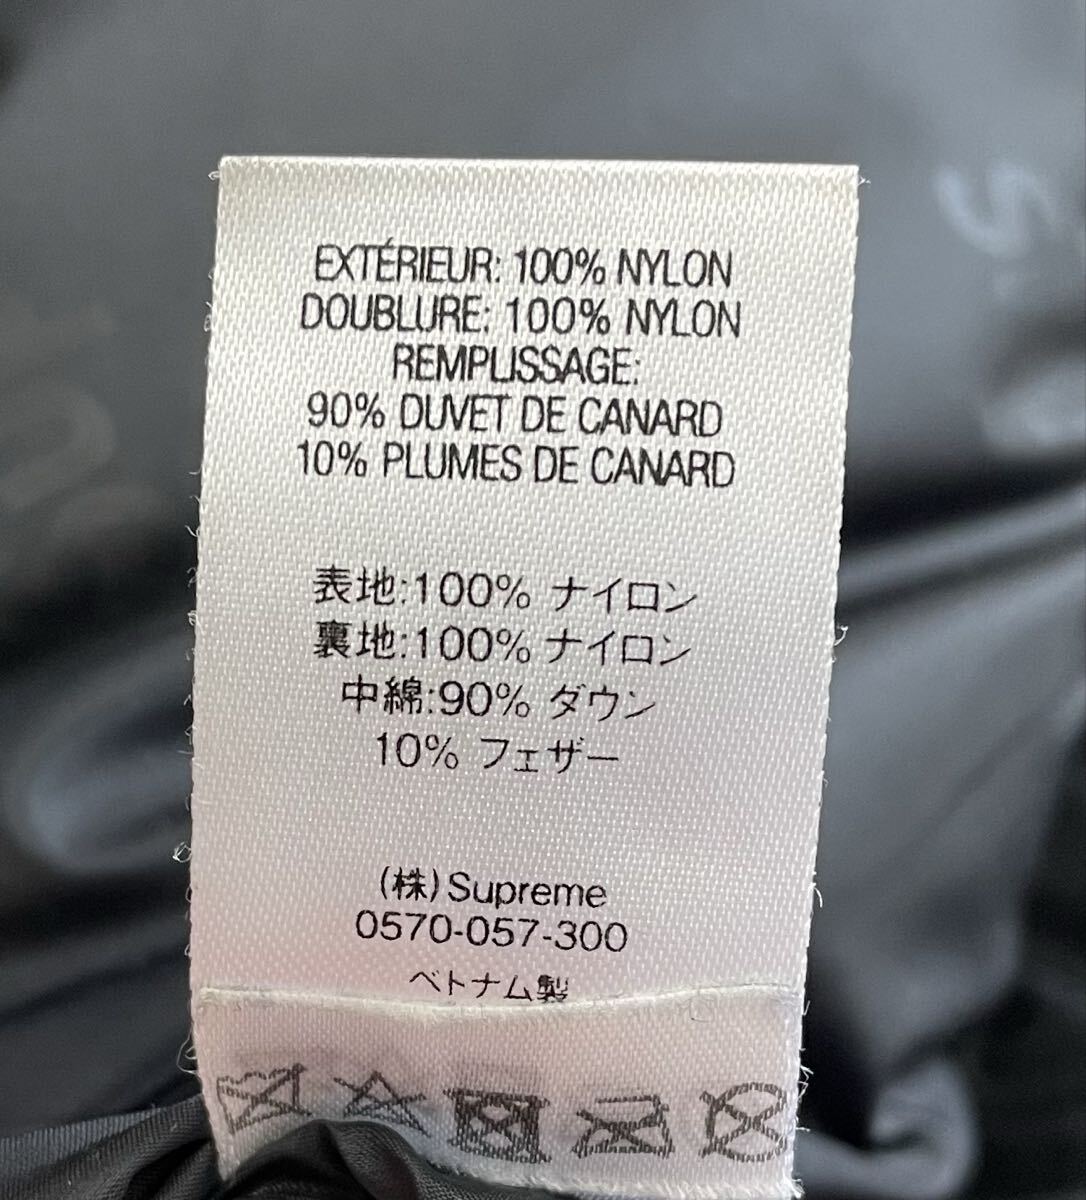 EXTÉRIEUR: 100% NYLON
DOUBLURE: 100% NYLON
REMPLISSAGE:
90% DUVET DE CANARD
10% PLUMES DE CANARD
表地:100% ナイロン
裏地:100% ナイロン
中綿:90% ダウン
10% フェザー
(株)Supreme
0570-057-300
ベトナム製